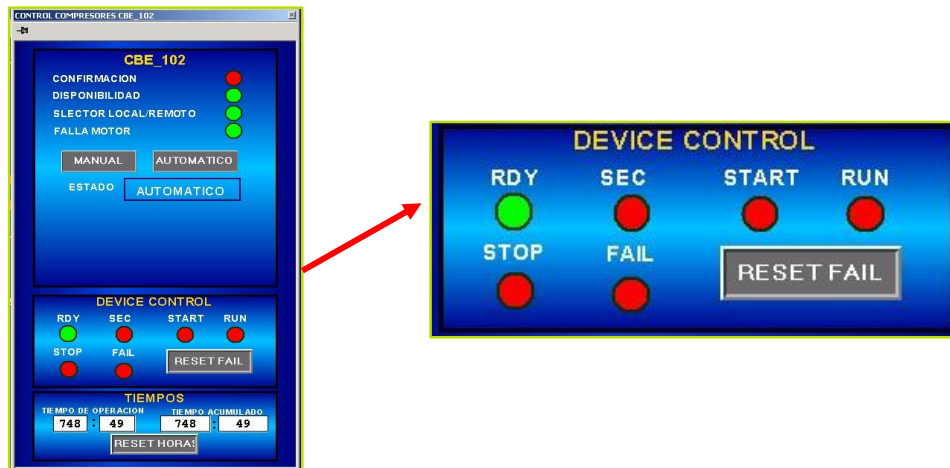 CONTROL COMPRESORES CBE_102
CBE_102
CONFIRMACION
DISPONIBILIDAD
SLECTOR LOCAL/REMOTO
FALLA MOTOR
MANUAL AUTOMATICO
ESTADO AUTOMATICO
DEVICE CONTROL
RDY SEC START RUN
STOP FAIL RESET FAIL
TIEMPOS
TIEMPO DE OPERACION TIEMPO ACUMULADO
748 : 49 748 : 49
RESET HORAS
DEVICE CONTROL
RDY SEC START RUN
STOP FAIL RESET FAIL